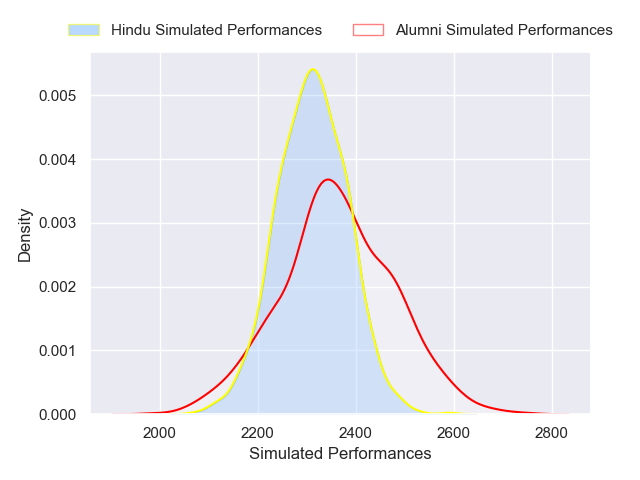 Hindu Simulated Performances Alumni Simulated Performances
0.005
0.004
0.003
0.002
0.001
0.000
Density
2000 2200 2400 2600 2800
Simulated Performances